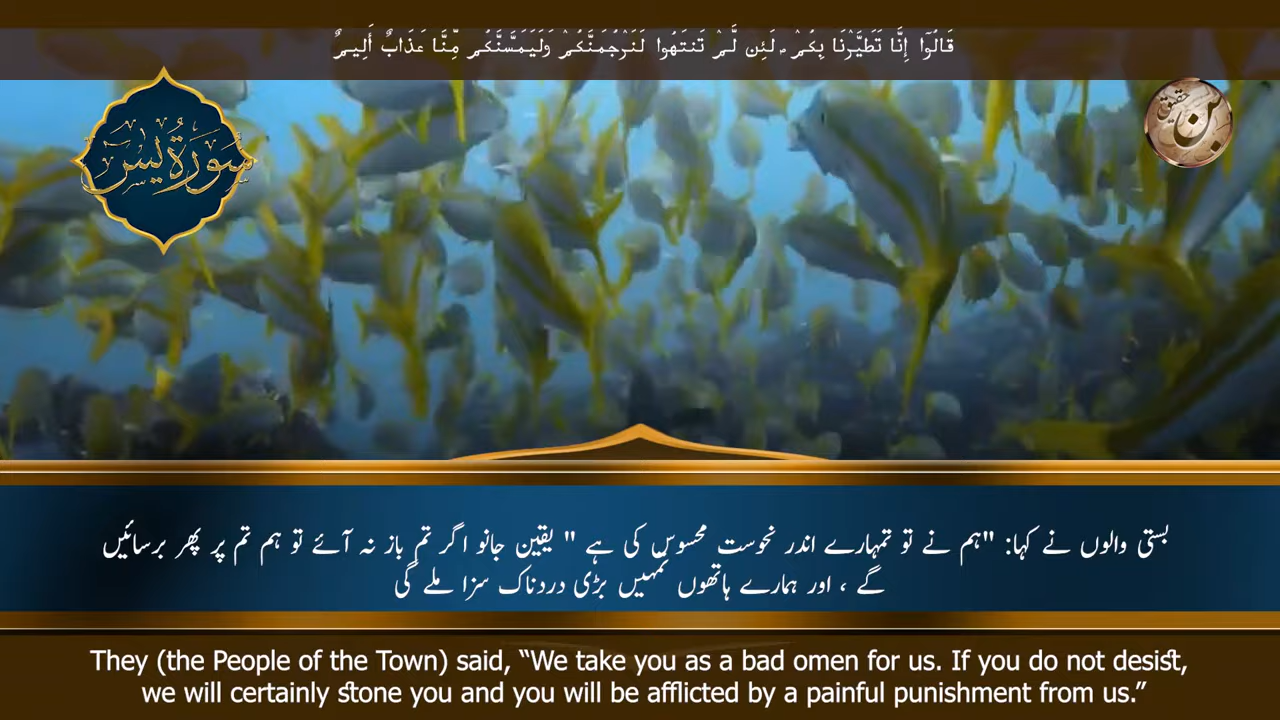 قَالُوٓا۟ إِنَّا تَطَيَّرْنَا بِكُمْ ۖ لَئِن لَّمْ تَنتَهُوا۟ لَنَرْجُمَنَّكُمْ وَلَيَمَسَّنَّكُم مِّنَّا عَذَابٌ أَلِيمٌ
سورة يس
بستی والوں نے کہا: "ہم نے تو تمہارے اندر نحوست محسوس کی ہے " یقین جانو اگر تم باز نہ آئے تو ہم تم پر پھر برسائیں
گے ، اور ہمارے ہاتھوں تمہیں بڑی دردناک سزا ملے گی
They (the People of the Town) said, “We take you as a bad omen for us. If you do not desist,
we will certainly stone you and you will be afflicted by a painful punishment from us.”